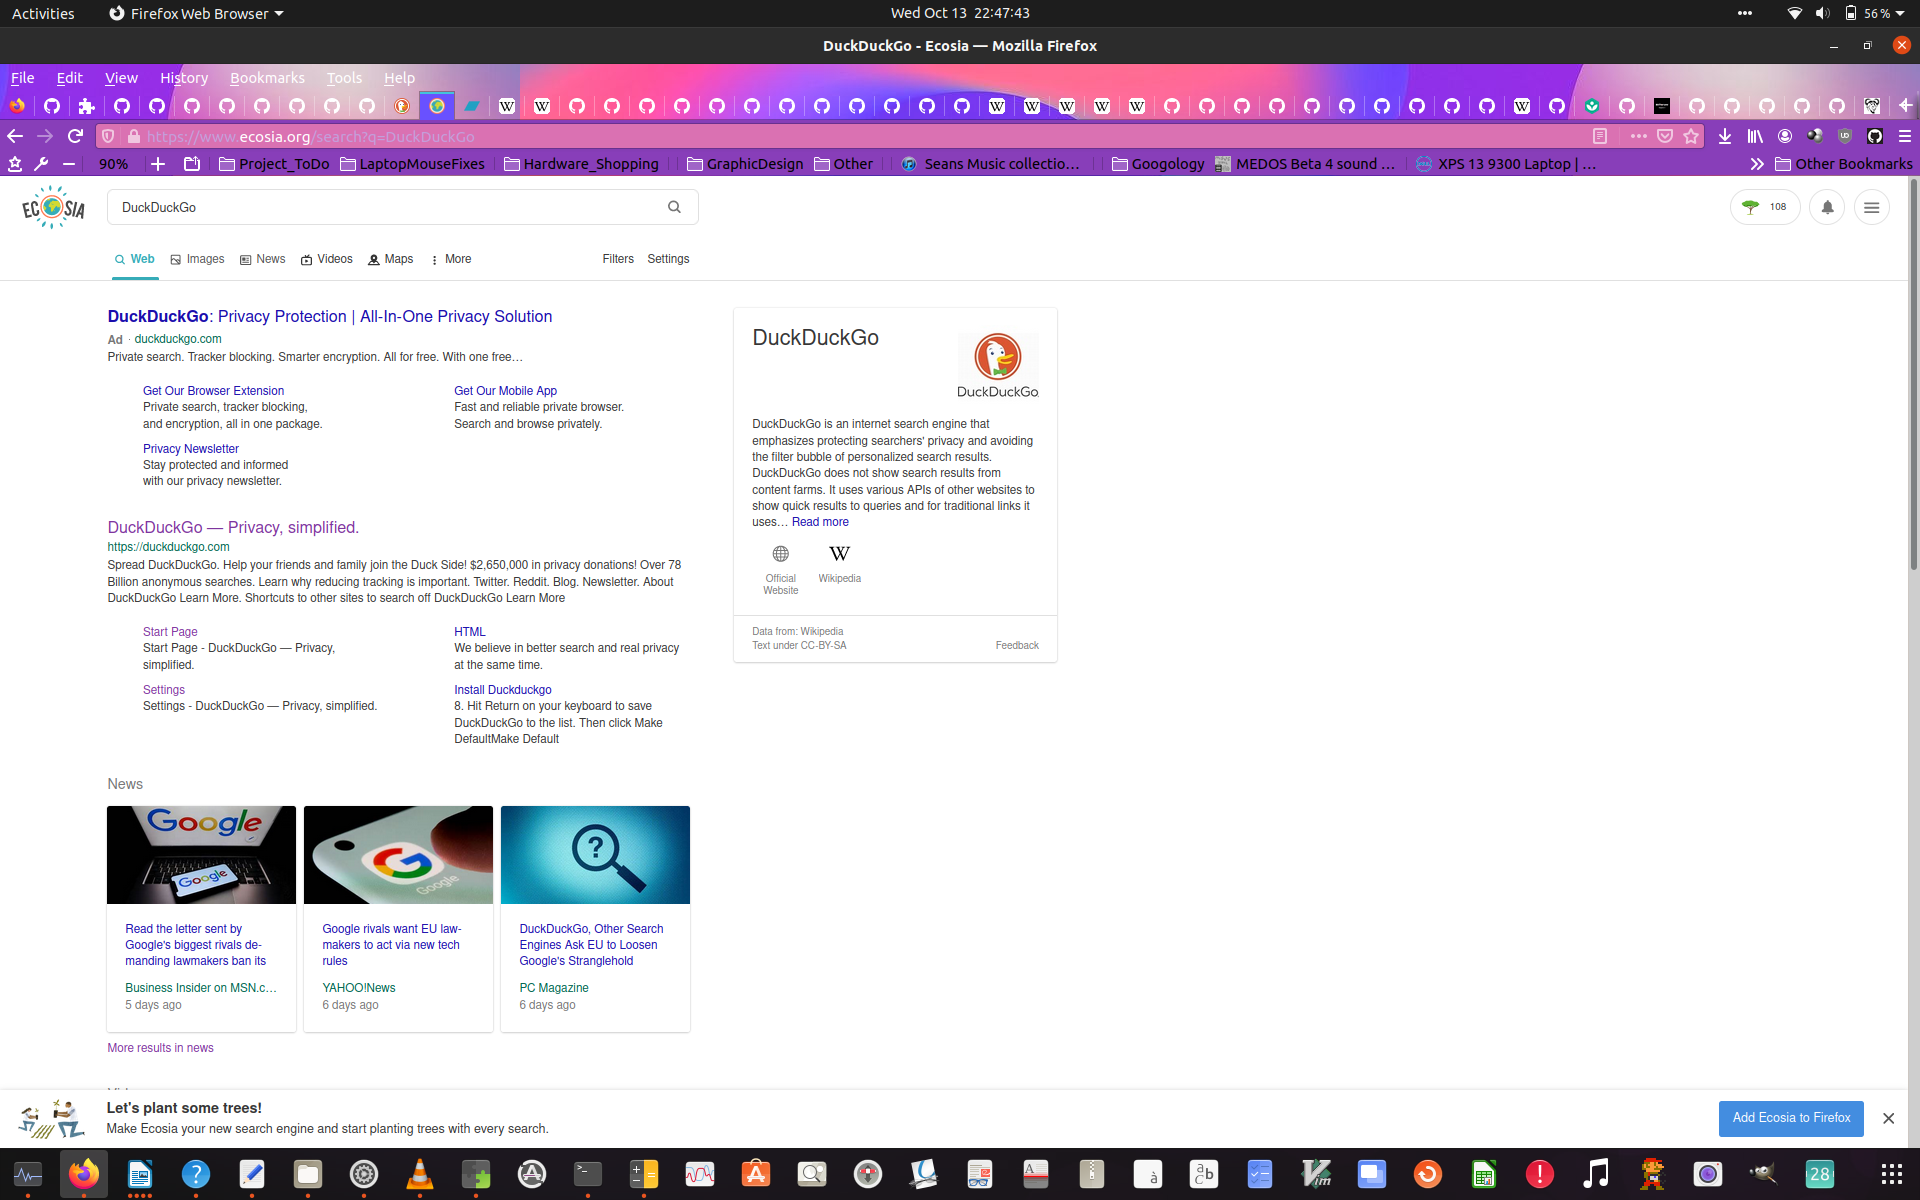 Activities
Firefox Web Browser
Wed Oct 13 22:47:43
56 %
DuckDuckGo - Ecosia — Mozilla Firefox
File Edit View History Bookmarks Tools Help
https://www.ecosia.org/search?q=DuckDuckGo
90%
Project_ToDo
LaptopMouseFixes
Hardware_Shopping
GraphicDesign
Other
Seans Music collectio…
Googology
MEDOS Beta 4 sound …
XPS 13 9300 Laptop | …
Other Bookmarks
ECOSIA
DuckDuckGo
108
Web
Images
News
Videos
Maps
More
Filters
Settings
DuckDuckGo: Privacy Protection | All-In-One Privacy Solution
Ad · duckduckgo.com
Private search. Tracker blocking. Smarter encryption. All for free. With one free…
Get Our Browser Extension
Private search, tracker blocking,
and encryption, all in one package.
Get Our Mobile App
Fast and reliable private browser.
Search and browse privately.
Privacy Newsletter
Stay protected and informed
with our privacy newsletter.
DuckDuckGo — Privacy, simplified.
https://duckduckgo.com
Spread DuckDuckGo. Help your friends and family join the Duck Side! $2,650,000 in privacy donations! Over 78
Billion anonymous searches. Learn why reducing tracking is important. Twitter. Reddit. Blog. Newsletter. About
DuckDuckGo Learn More. Shortcuts to other sites to search off DuckDuckGo Learn More
Start Page
Start Page - DuckDuckGo — Privacy,
simplified.
HTML
We believe in better search and real privacy
at the same time.
Settings
Settings - DuckDuckGo — Privacy, simplified.
Install Duckduckgo
8. Hit Return on your keyboard to save
DuckDuckGo to the list. Then click Make
DefaultMake Default
DuckDuckGo
DuckDuckGo.
DuckDuckGo is an internet search engine that
emphasizes protecting searchers' privacy and avoiding
the filter bubble of personalized search results.
DuckDuckGo does not show search results from
content farms. It uses various APIs of other websites to
show quick results to queries and for traditional links it
uses… Read more
Official
Website
W
Wikipedia
Data from: Wikipedia
Text under CC-BY-SA
Feedback
News
Google
Google
Google
?
Read the letter sent by
Google's biggest rivals de-
manding lawmakers ban its
Business Insider on MSN.c…
5 days ago
Google rivals want EU law-
makers to act via new tech
rules
YAHOO!News
6 days ago
DuckDuckGo, Other Search
Engines Ask EU to Loosen
Google's Stranglehold
PC Magazine
6 days ago
More results in news
Let's plant some trees!
Make Ecosia your new search engine and start planting trees with every search.
Add Ecosia to Firefox
28